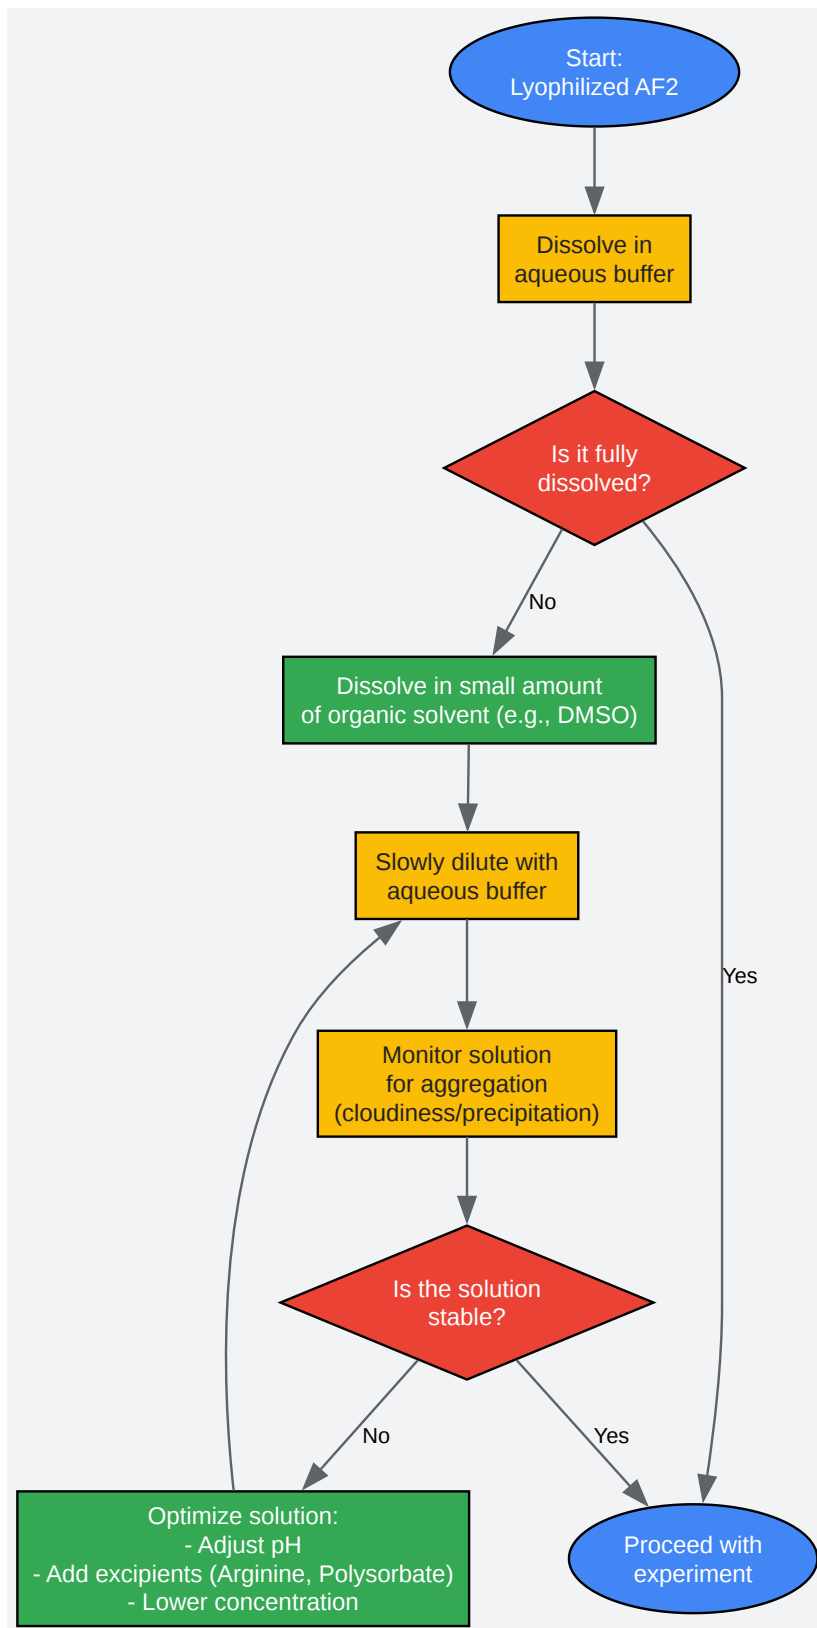 Start:
Lyophilized AF2
Dissolve in
aqueous buffer
Is it fully
dissolved?
No
Dissolve in small amount
of organic solvent (e.g., DMSO)
Slowly dilute with
aqueous buffer
Yes
Monitor solution
for aggregation
(cloudiness/precipitation)
Is the solution
stable?
No
Yes
Optimize solution:
- Adjust pH
- Add excipients (Arginine, Polysorbate)
- Lower concentration
Proceed with
experiment